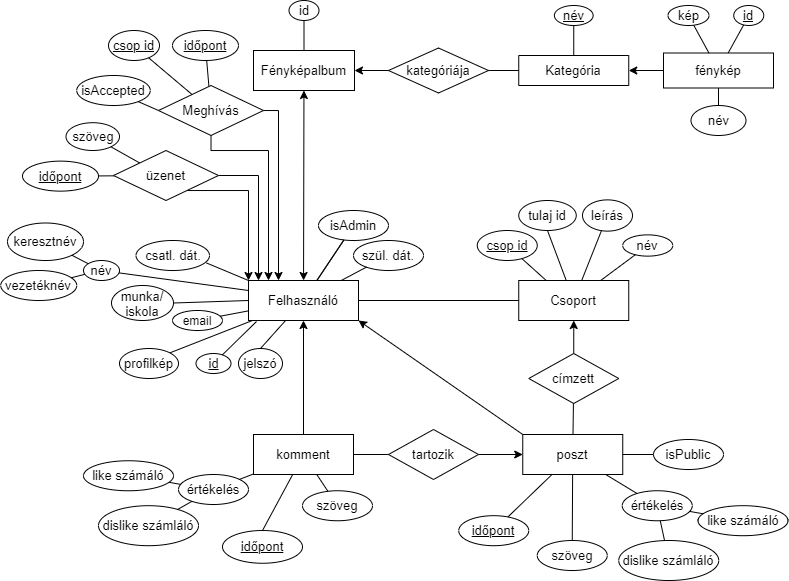 id
név
kép
id
csop id
időpont
Fényképalbum
kategóriája
Kategória
fénykép
isAccepted
Meghívás
név
szöveg
üzenet
időpont
isAdmin
tulaj id
leírás
keresztnév
csatl. dát.
szül. dát.
csop id
név
név
vezetéknév
munka/
iskola
Felhasználó
Csoport
email
profilkép
id
jelszó
címzett
komment
tartozik
poszt
isPublic
like számáló
értékelés
szöveg
értékelés
like számáló
dislike számláló
időpont
időpont
szöveg
dislike számláló